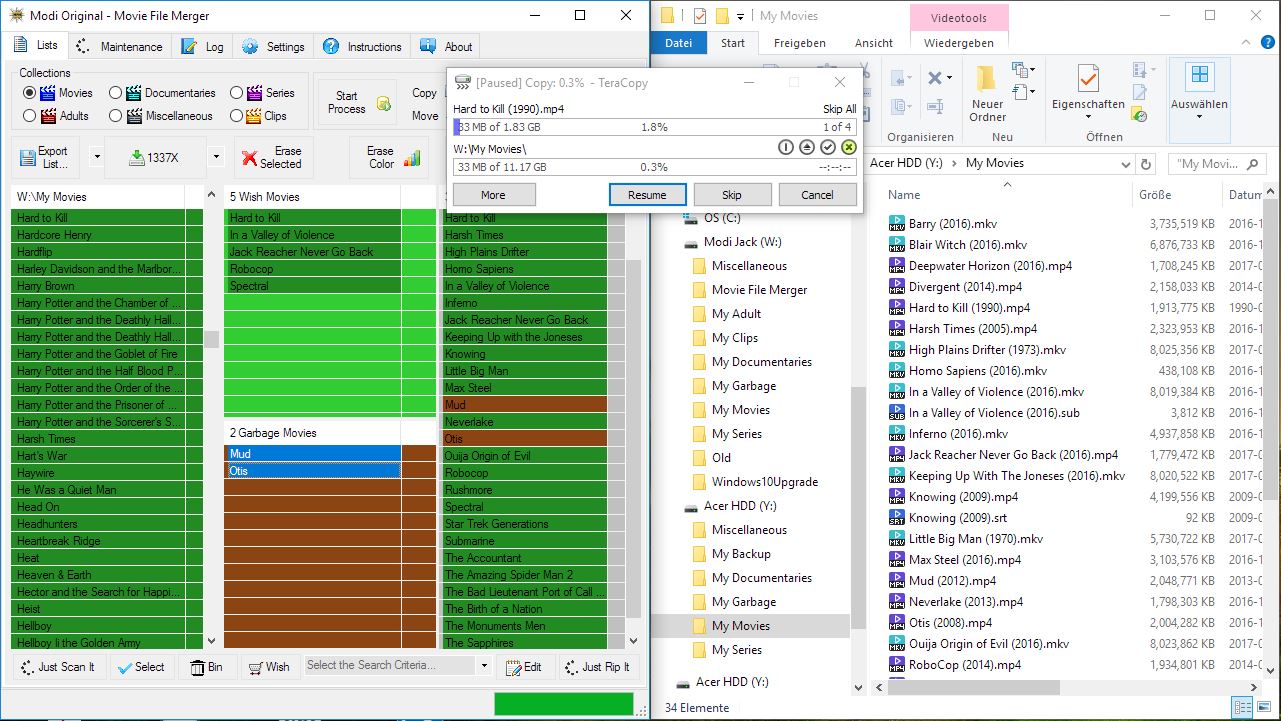 Modi Original - Movie File Merger
Lists
Maintenance
Log
Settings
Instructions
About
Collections
Movies
Documentaries
Series
Adults
Miscellaneous
Clips
Start
Process
Copy
Move
Export
List...
1337X
Erase
Selected
Erase
Color
W:\My Movies
Hard to Kill
Hardcore Henry
Hardflip
Harley Davidson and the Marlbor...
Harry Brown
Harry Potter and the Chamber of ...
Harry Potter and the Deathly Hall...
Harry Potter and the Deathly Hall...
Harry Potter and the Goblet of Fire
Harry Potter and the Half Blood P...
Harry Potter and the Order of the ...
Harry Potter and the Prisoner of ...
Harry Potter and the Sorcerer's S...
Harsh Times
Hart's War
Haywire
He Was a Quiet Man
Head On
Headhunters
Heartbreak Ridge
Heat
Heaven & Earth
Hector and the Search for Happi...
Heist
Hellboy
Hellboy Ii the Golden Army
5 Wish Movies
Hard to Kill
In a Valley of Violence
Jack Reacher Never Go Back
Robocop
Spectral
2 Garbage Movies
Mud
Otis
Hard to Kill
Harsh Times
High Plains Drifter
Homo Sapiens
In a Valley of Violence
Inferno
Jack Reacher Never Go Back
Keeping Up with the Joneses
Knowing
Little Big Man
Max Steel
Mud
Neverlake
Otis
Ouija Origin of Evil
Robocop
Rushmore
Spectral
Star Trek Generations
Submarine
The Accountant
The Amazing Spider Man 2
The Bad Lieutenant Port of Call ...
The Birth of a Nation
The Monuments Men
The Sapphires
Just Scan It
Select
Bin
Wish
Select the Search Criteria...
Edit
Just Rip It
[Paused] Copy: 0.3% - TeraCopy
Hard to Kill (1990).mp4
Skip All
33 MB of 1.83 GB
1.8%
1 of 4
W:\My Movies\
33 MB of 11.17 GB
0.3%
--:--:--
More
Resume
Skip
Cancel
My Movies
Videotools
Datei
Start
Freigeben
Ansicht
Wiedergeben
Organisieren
Neuer
Ordner
Neu
Eigenschaften
Öffnen
Auswählen
Acer HDD (Y:)
My Movies
"My Movi...
OS (C:)
Modi Jack (W:)
Miscellaneous
Movie File Merger
My Adult
My Clips
My Documentaries
My Garbage
My Movies
My Series
Old
Windows10Upgrade
Acer HDD (Y:)
Miscellaneous
My Backup
My Documentaries
My Garbage
My Movies
My Series
Acer HDD (Y:)
Name
Größe
Datum
Barry (2016).mkv 3,735,519 KB 2016-1
Blair Witch (2016).mkv 9,876,738 KB 2016-1
Deepwater Horizon (2016).mp4 1,708,245 KB 2017-0
Divergent (2014).mp4 2,158,059 KB 2014-0
Hard to Kill (1990).mp4 1,913,775 KB 1990-0
Harsh Times (2005).mp4 2,323,919 KB 2016-1
High Plains Drifter (1973).mkv 8,025,356 KB 2017-0
Homo Sapiens (2016).mkv 438,108 KB 2016-1
In a Valley of Violence (2016).mkv 8,019,384 KB 2016-1
In a Valley of Violence (2016).sub 3,812 KB 2016-1
Inferno (2016).mkv 4,937,858 KB 2016-1
Jack Reacher Never Go Back (2016).mp4 1,779,472 KB 2017-0
Keeping Up With The Joneses (2016).mkv 8,020,522 KB 2017-0
Knowing (2009).mp4 4,199,556 KB 2009-0
Knowing (2009).srt 92 KB 2009-0
Little Big Man (1970).mkv 5,730,722 KB 2017-0
Max Steel (2016).mp4 3,103,576 KB 2016-1
Mud (2012).mp4 2,048,771 KB 2013-0
Neverlake (2013).mp4 1,798,303 KB 2016-1
Otis (2008).mp4 2,004,282 KB 2016-1
Ouija Origin of Evil (2016).mkv 8,023,862 KB 2017-0
RoboCop (2014).mp4 1,934,801 KB 2014-0
34 Elemente